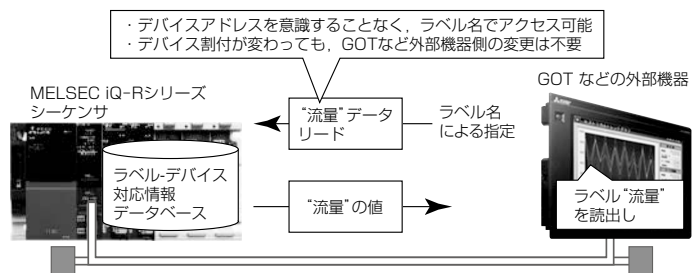 ・デバイスアドレスを意識することなく，ラベル名でアクセス可能
・デバイス割付が変わっても，GOTなど外部機器側の変更は不要
MELSEC iQ-Rシリーズ
シーケンサ
GOT などの外部機器
“流量”データ
リード
ラベル名
による指定
ラベル-デバイス
対応情報
データベース
“流量”の値
ラベル“流量”
を読出し